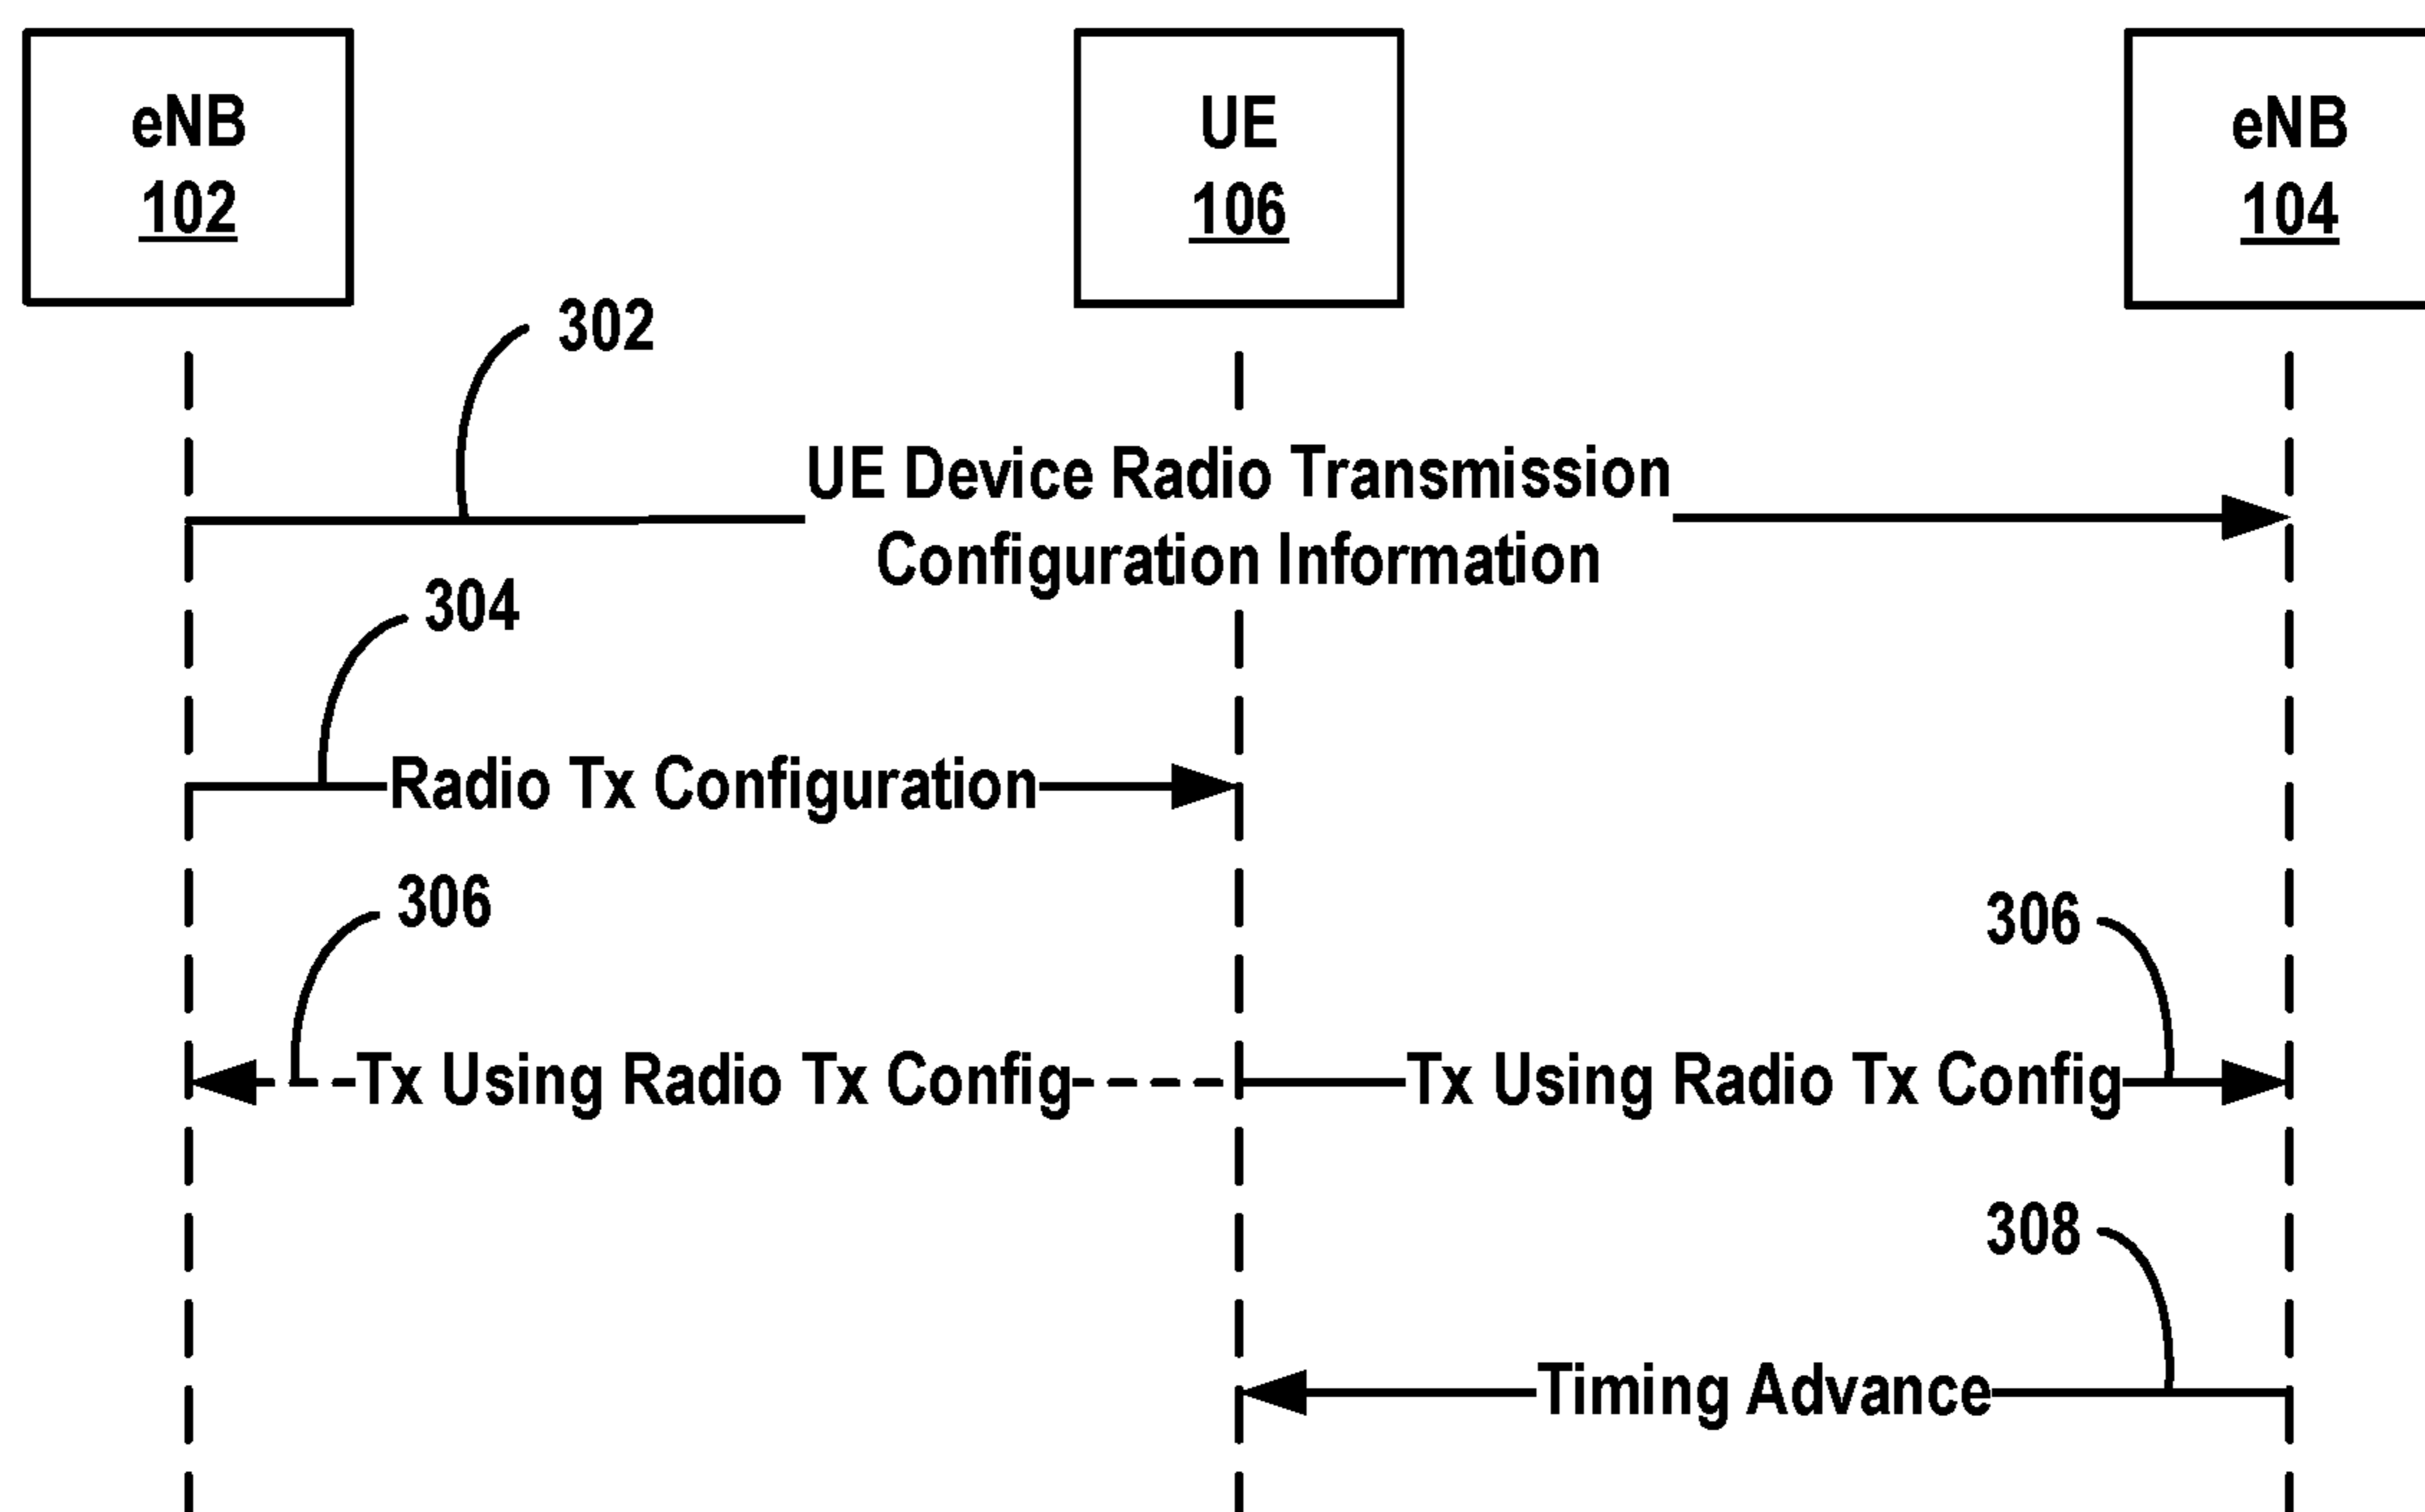 eNB
102
UE
106
eNB
104
302
UE Device Radio Transmission
Configuration Information
304
Radio Tx Configuration
306
306
Tx Using Radio Tx Config
Tx Using Radio Tx Config
308
Timing Advance